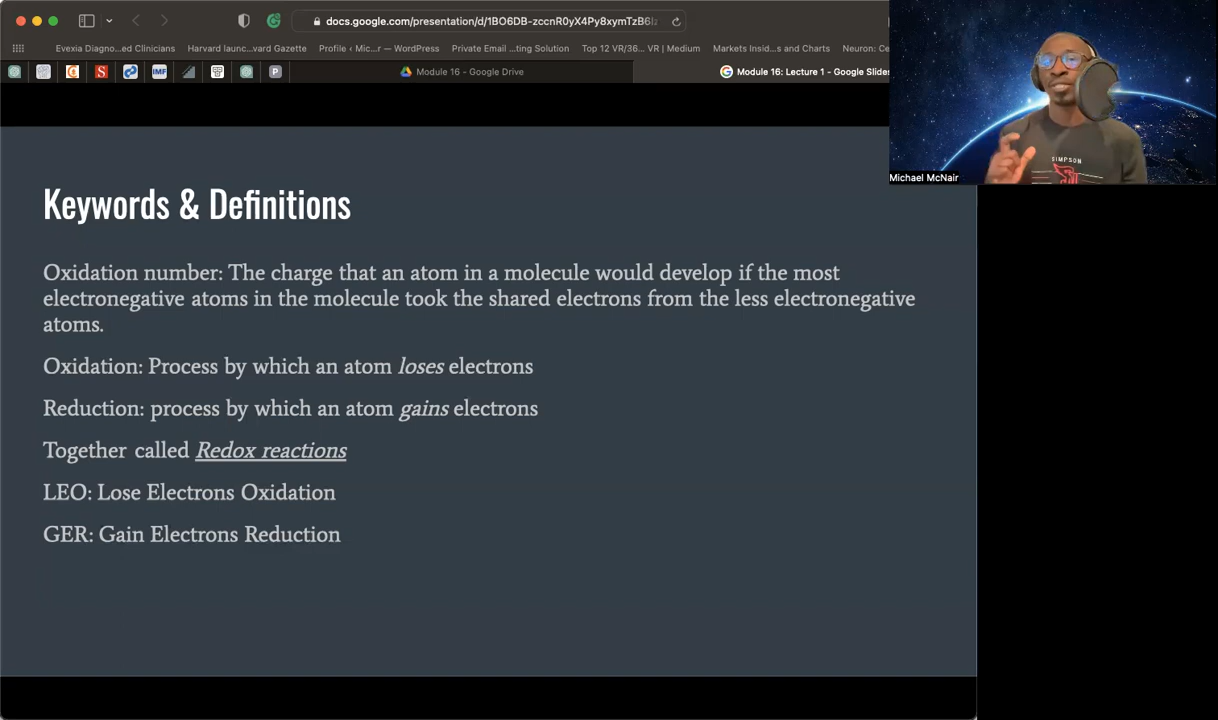 docs.google.com/presentation/d/1BO6DB-zccnR0yX4Py8xymTzB6l
Evexia Diagno...ed Clinicians
Harvard launc...vard Gazette
Profile ‹ Mic...r — WordPress
Private Email ...ting Solution
Top 12 VR/36... VR | Medium
Markets Insid...s and Charts
Neuron: Ce
IMF
P
Module 16 - Google Drive
Module 16: Lecture 1 - Google Slides
SIMPSON
Michael McNair
Keywords & Definitions
Oxidation number: The charge that an atom in a molecule would develop if the most
electronegative atoms in the molecule took the shared electrons from the less electronegative
atoms.
Oxidation: Process by which an atom loses electrons
Reduction: process by which an atom gains electrons
Together called Redox reactions
LEO: Lose Electrons Oxidation
GER: Gain Electrons Reduction